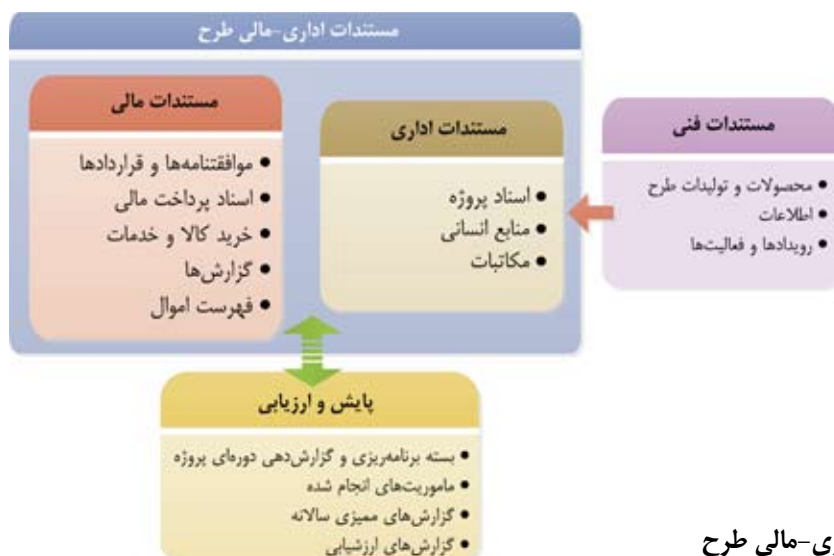 مستندات اداری-مالی طرح
مستندات فنی
• محصولات و تولیدات طرح
• اطلاعات
• رویدادها و فعالیت‌ها
مستندات اداری
• اسناد پروژه
• منابع انسانی
• مکاتبات
مستندات مالی
• موافقتنامه‌ها و قراردادها
• اسناد پرداخت مالی
• خرید کالا و خدمات
• گزارش‌ها
• فهرست اموال
پایش و ارزیابی
• بسته برنامه‌ریزی و گزارش‌دهی دوره‌ای پروژه
• ماموریت‌های انجام شده
• گزارش‌های ممیزی سالانه
• گزارش‌های ارزشیابی
ی-مالی طرح